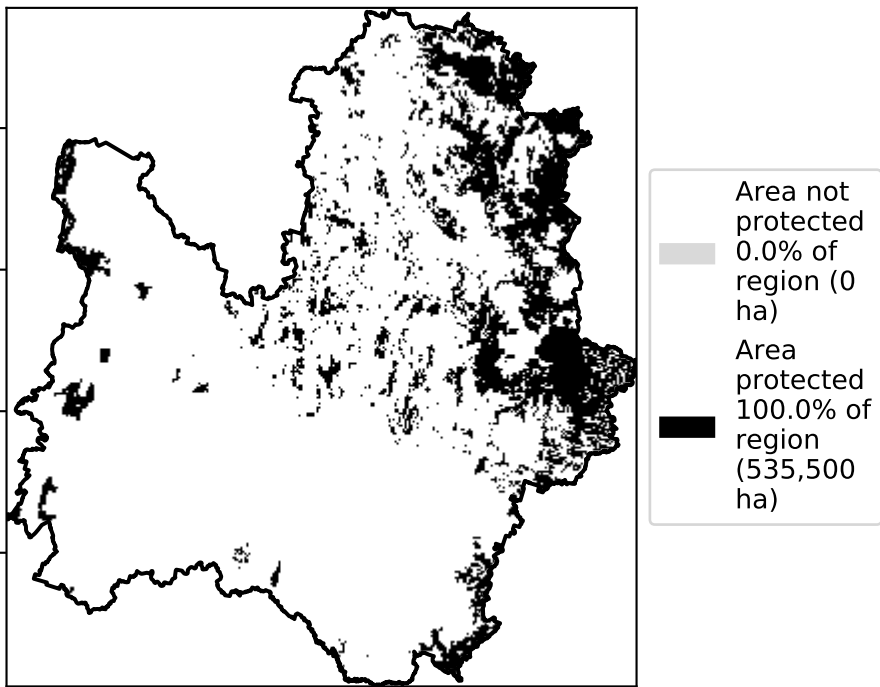 Area not
protected
0.0% of
region (0
ha)
Area
protected
100.0% of
region
(535,500
ha)